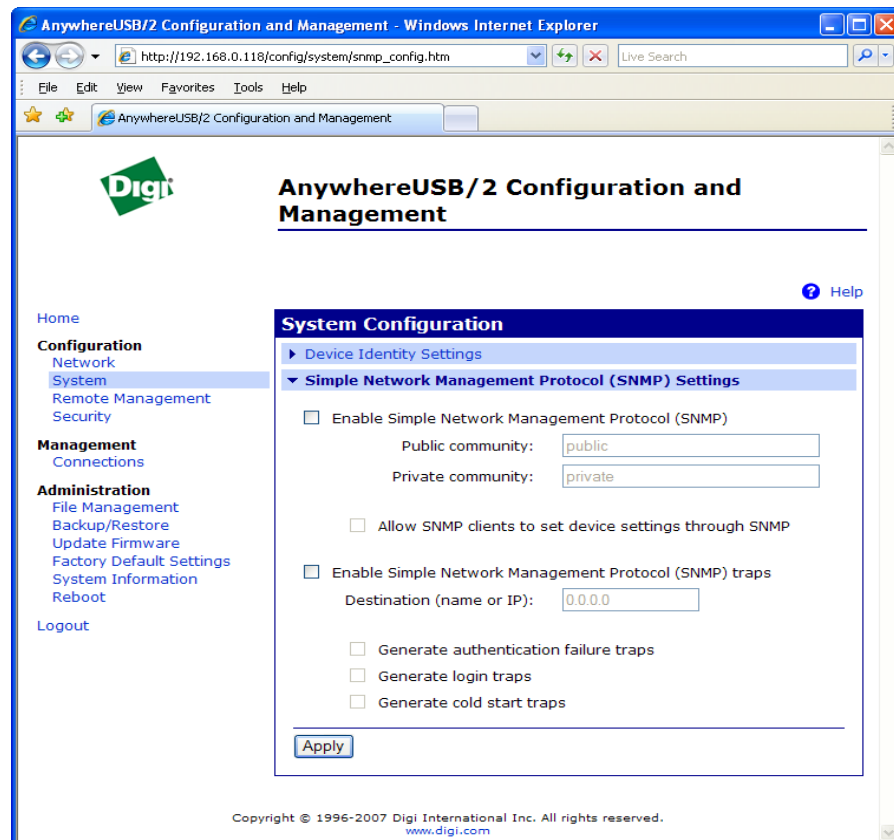 AnywhereUSB/2 Configuration and Management - Windows Internet Explorer
http://192.168.0.118/config/system/snmp_config.htm
Live Search
File Edit View Favorites Tools Help
AnywhereUSB/2 Configuration and Management
Digi
AnywhereUSB/2 Configuration and
Management
Help
Home
Configuration
Network
System
Remote Management
Security
Management
Connections
Administration
File Management
Backup/Restore
Update Firmware
Factory Default Settings
System Information
Reboot
Logout
System Configuration
Device Identity Settings
Simple Network Management Protocol (SNMP) Settings
Enable Simple Network Management Protocol (SNMP)
Public community: public
Private community: private
Allow SNMP clients to set device settings through SNMP
Enable Simple Network Management Protocol (SNMP) traps
Destination (name or IP): 0.0.0.0
Generate authentication failure traps
Generate login traps
Generate cold start traps
Apply
Copyright © 1996-2007 Digi International Inc. All rights reserved.
www.digi.com